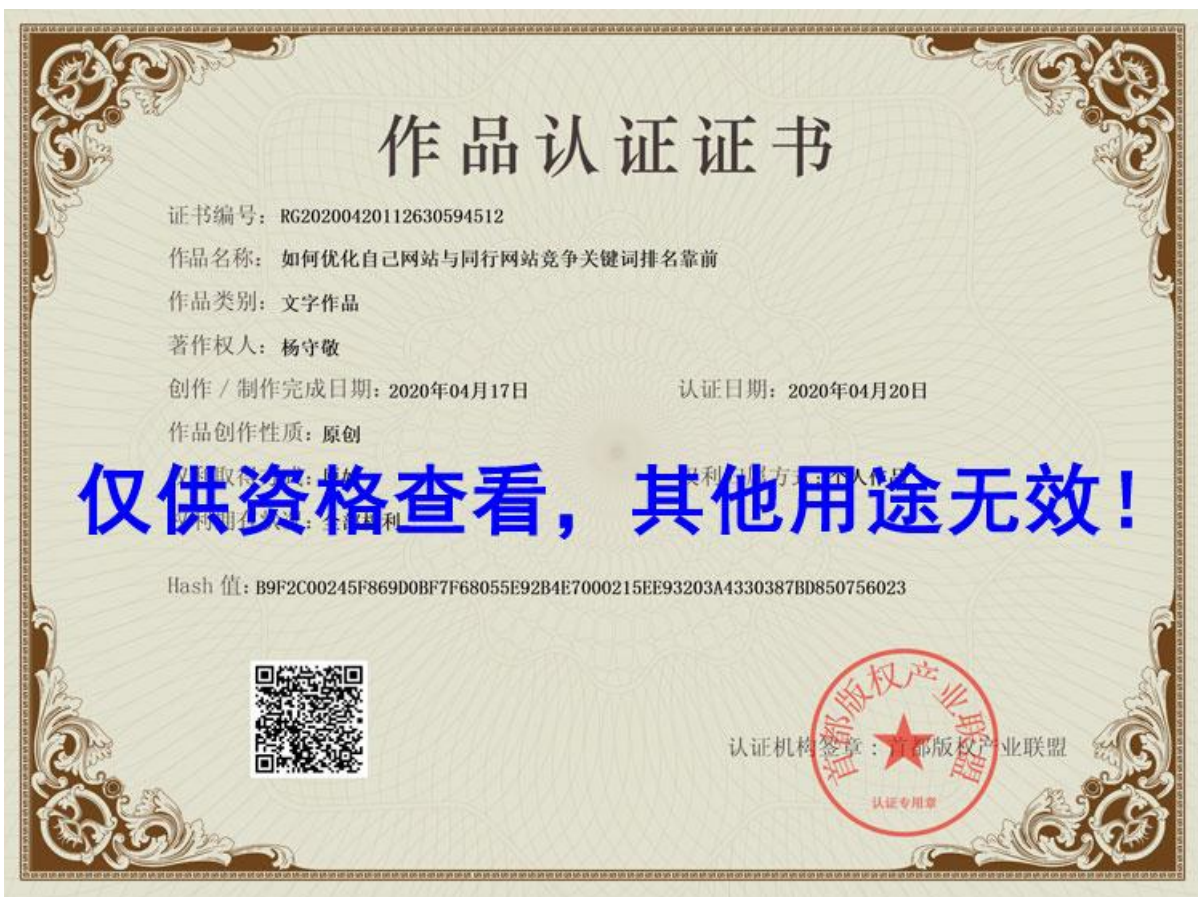 作品认证证书
证书编号：RG20200420112630594512
作品名称：如何优化自己网站与同行网站竞争关键词排名靠前
作品类别：文字作品
著作权人：杨守敬
创作 / 制作完成日期：2020年04月17日 认证日期：2020年04月20日
作品创作性质：原创
仅供资格查看，其他用途无效！
Hash 值：B9F2C00245F869D0BF7F68055E92B4E7000215EE93203A4330387BD850756023
首都版权产业联盟
认证机构签章：首都版权产业联盟
认证专用章